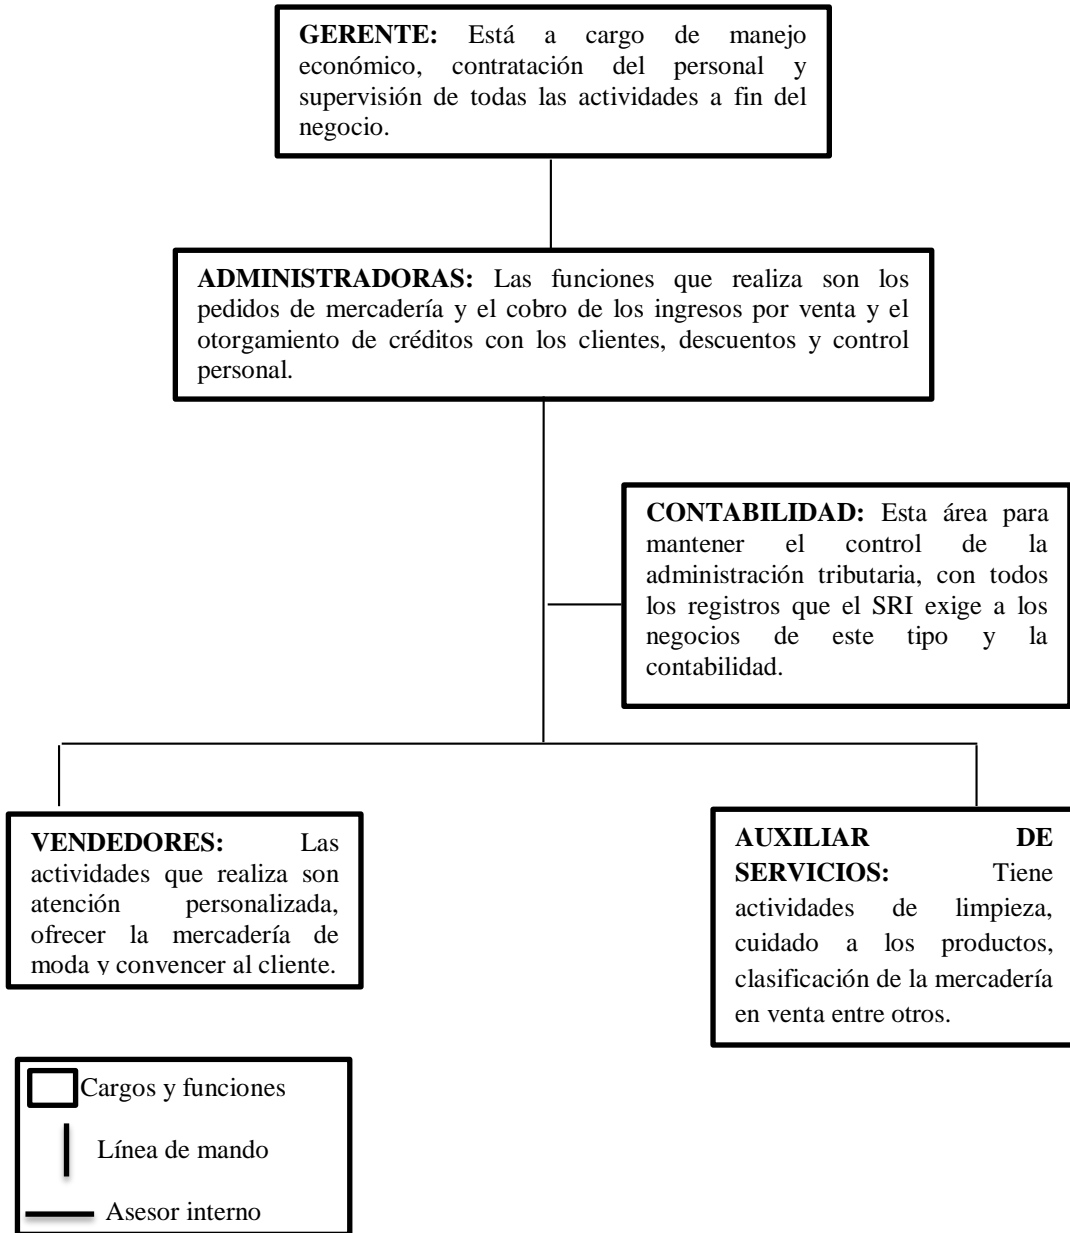 GERENTE: Está a cargo de manejo
económico, contratación del personal y
supervisión de todas las actividades a fin del
negocio.
ADMINISTRADORAS: Las funciones que realiza son los
pedidos de mercadería y el cobro de los ingresos por venta y el
otorgamiento de créditos con los clientes, descuentos y control
personal.
CONTABILIDAD: Esta área para
mantener el control de la
administración tributaria, con todos
los registros que el SRI exige a los
negocios de este tipo y la
contabilidad.
VENDEDORES: Las
actividades que realiza son
atención personalizada,
ofrecer la mercadería de
moda y convencer al cliente.
AUXILIAR DE
SERVICIOS: Tiene
actividades de limpieza,
cuidado a los productos,
clasificación de la mercadería
en venta entre otros.
Cargos y funciones
Línea de mando
Asesor interno